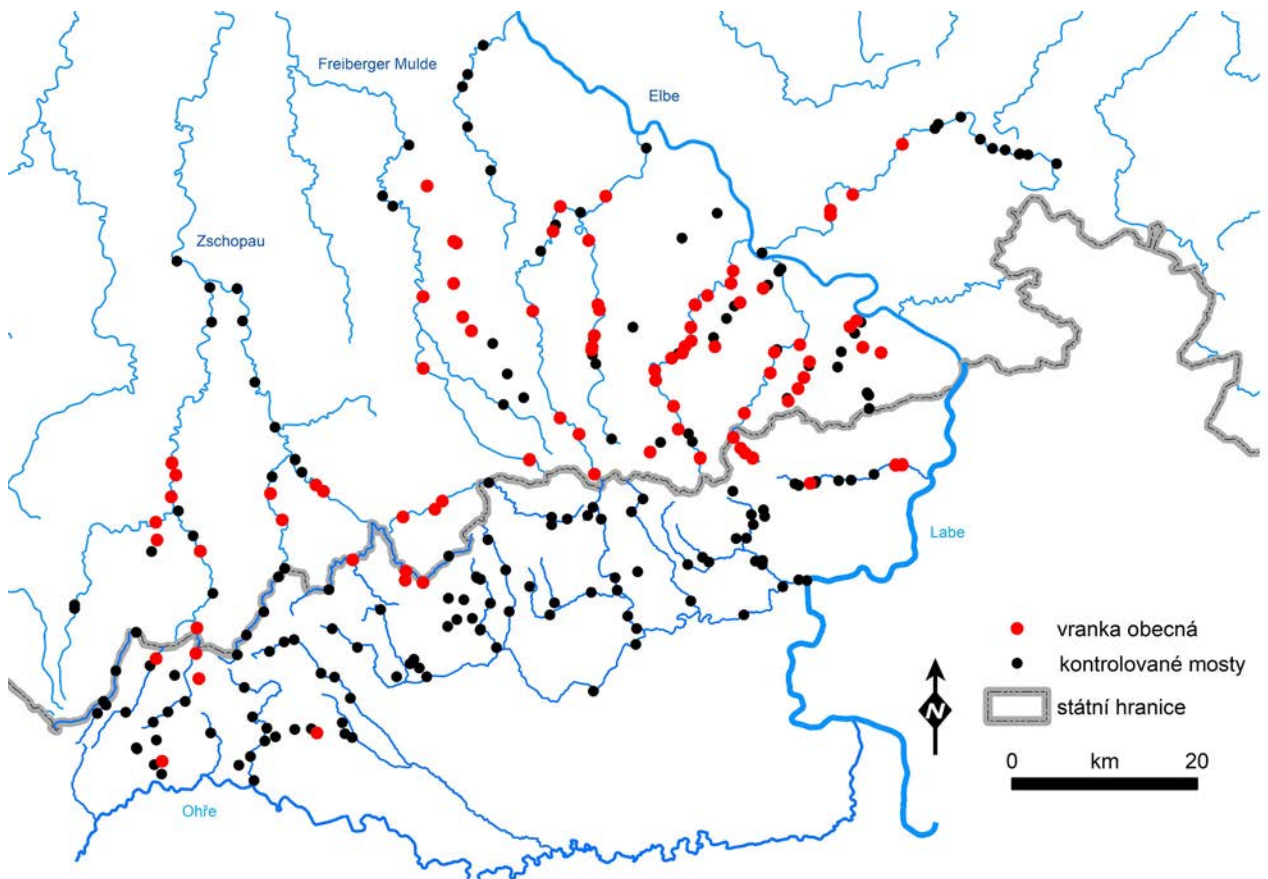 Freiberger Mulde
Elbe
Zschopau
Labe
Ohře
N
vranka obecná
kontrolované mosty
státní hranice
0 km 20